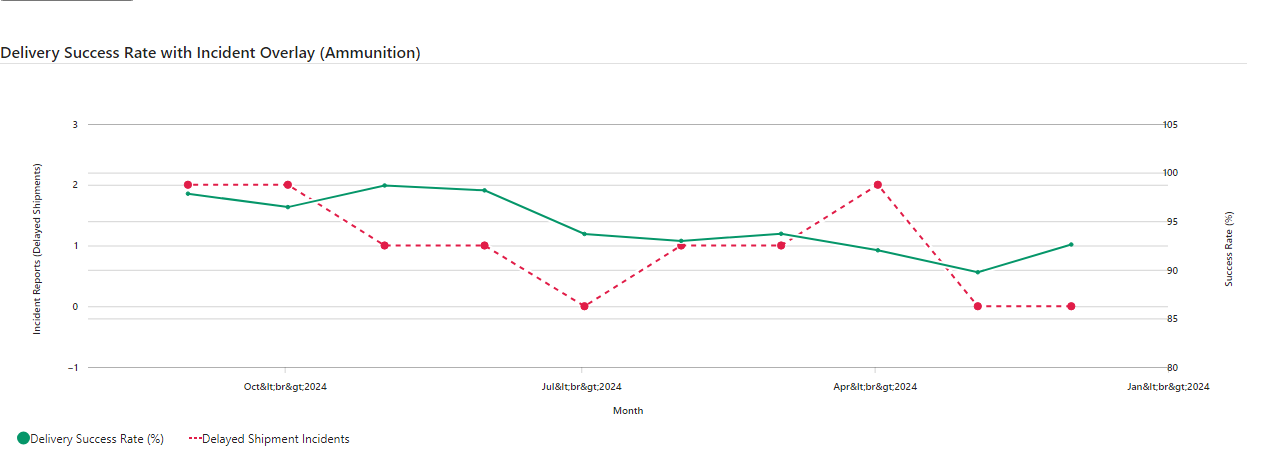 Delivery Success Rate with Incident Overlay (Ammunition)
3
2
1
0
−1
Incident Reports (Delayed Shipments)
105
100
95
90
85
80
Success Rate (%)
Oct&lt;br&gt;2024
Jul&lt;br&gt;2024
Apr&lt;br&gt;2024
Jan&lt;br&gt;2024
Month
Delivery Success Rate (%)
Delayed Shipment Incidents